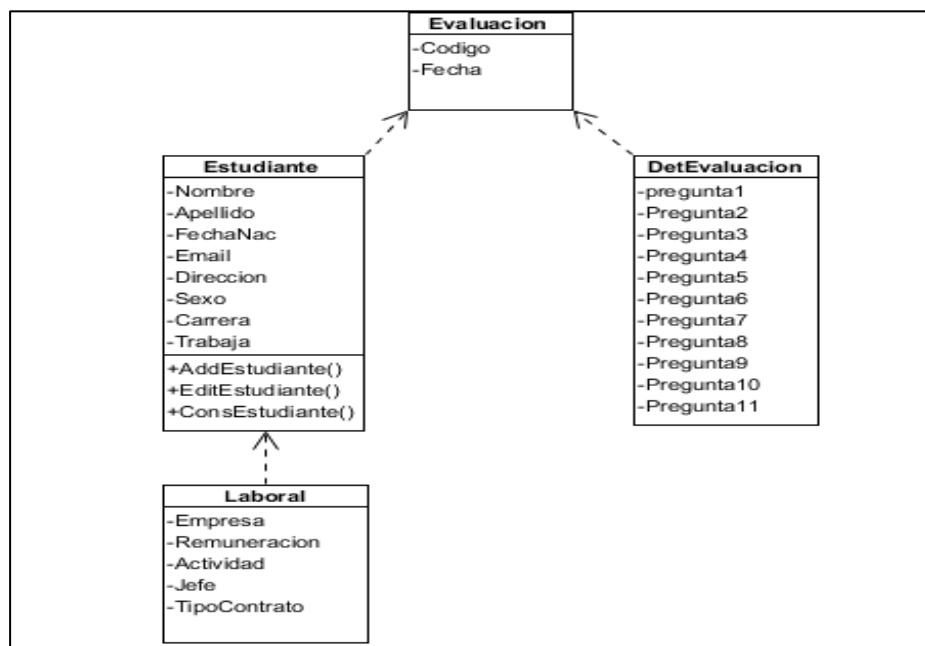 Evaluacion
-Codigo
-Fecha
Estudiante
-Nombre
-Apellido
-FechaNac
-Email
-Direccion
-Sexo
-Carrera
-Trabaja
+AddEstudiante()
+EditEstudiante()
+ConsEstudiante()
DetEvaluacion
-pregunta1
-Pregunta2
-Pregunta3
-Pregunta4
-Pregunta5
-Pregunta6
-Pregunta7
-Pregunta8
-Pregunta9
-Pregunta10
-Pregunta11
Laboral
-Empresa
-Remuneracion
-Actividad
-Jefe
-TipoContrato